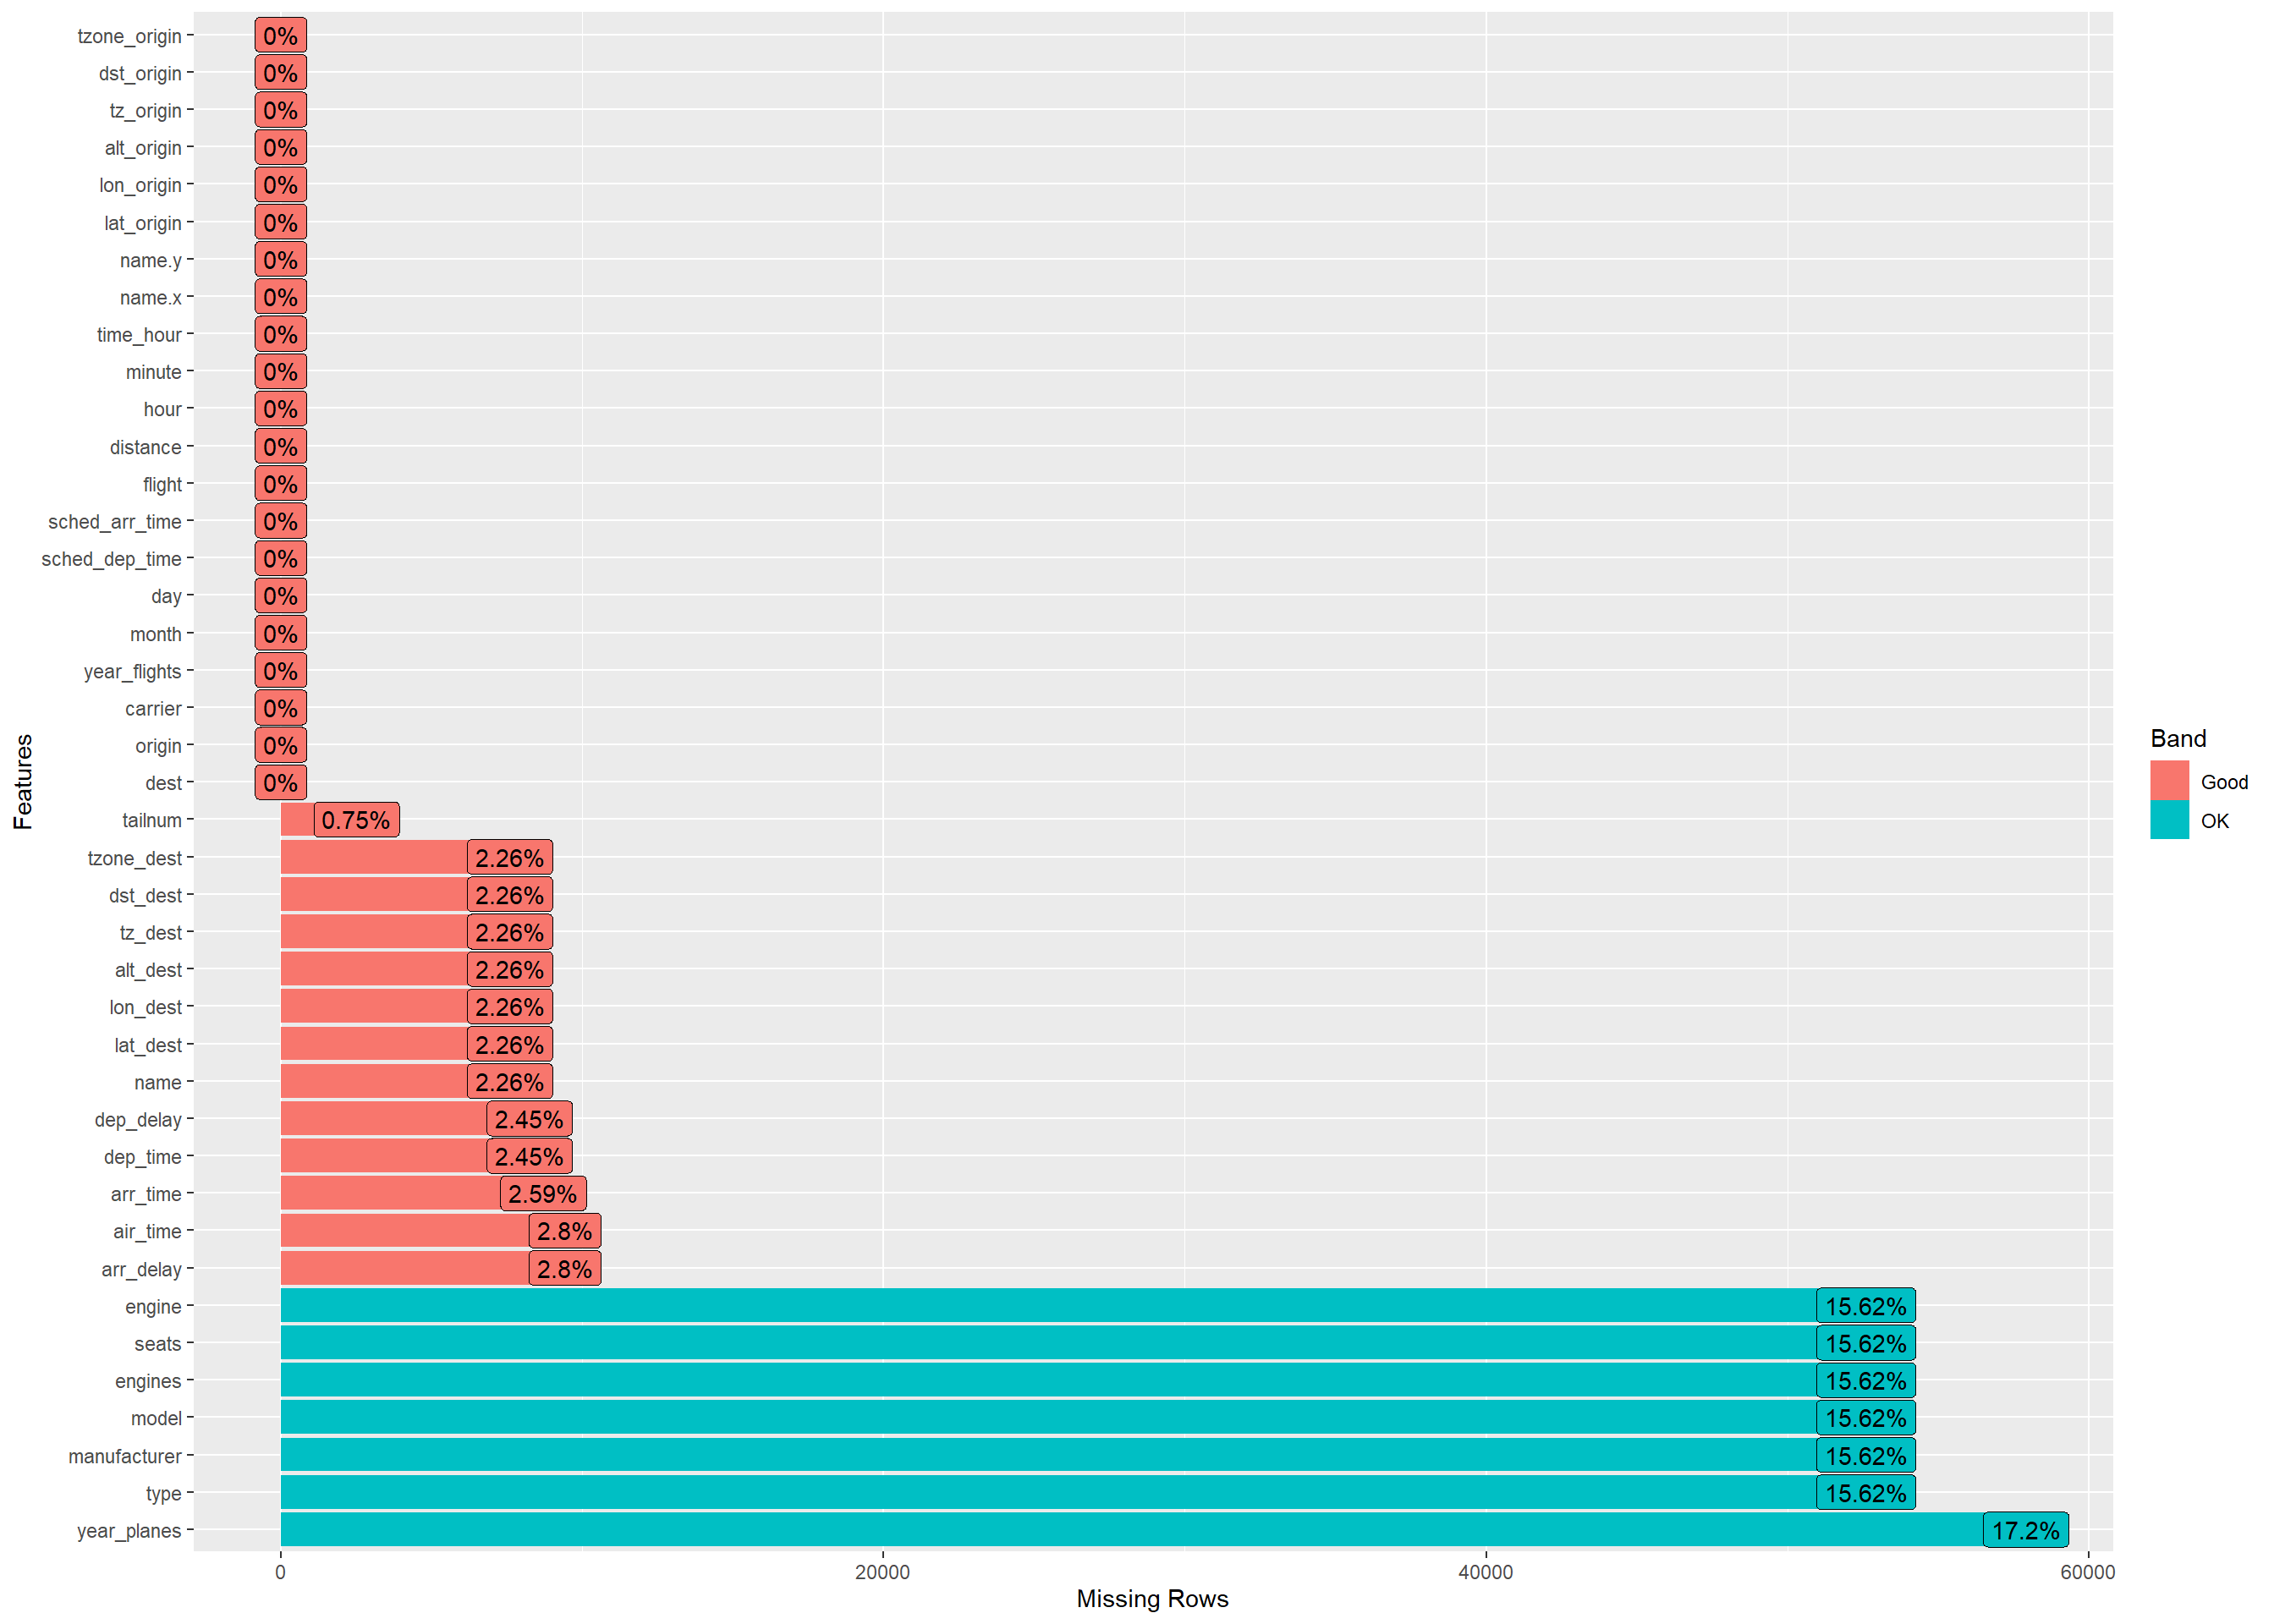 tzone_origin 0%
dst_origin 0%
tz_origin 0%
alt_origin 0%
lon_origin 0%
lat_origin 0%
name.y 0%
name.x 0%
time_hour 0%
minute 0%
hour 0%
distance 0%
flight 0%
sched_arr_time 0%
sched_dep_time 0%
day 0%
month 0%
year_flights 0%
carrier 0%
origin 0%
dest 0%
tailnum 0.75%
tzone_dest 2.26%
dst_dest 2.26%
tz_dest 2.26%
alt_dest 2.26%
lon_dest 2.26%
lat_dest 2.26%
name 2.26%
dep_delay 2.45%
dep_time 2.45%
arr_time 2.59%
air_time 2.8%
arr_delay 2.8%
engine 15.62%
seats 15.62%
engines 15.62%
model 15.62%
manufacturer 15.62%
type 15.62%
year_planes 17.2%
0 20000 40000 60000
Missing Rows
Features
Band
Good
OK